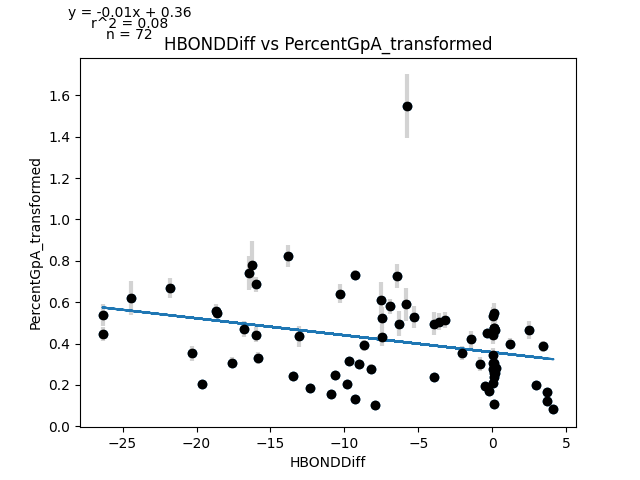 y = -0.01x + 0.36
r^2 = 0.08
n = 72
HBONDDiff vs PercentGpA_transformed
PercentGpA_transformed
1.6
1.4
1.2
1.0
0.8
0.6
0.4
0.2
0.0
−25 −20 −15 −10 −5 0 5
HBONDDiff